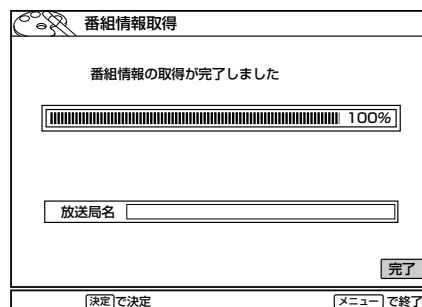 番組情報取得
番組情報の取得が完了しました
100%
放送局名
完了
決定で決定 メニューで終了